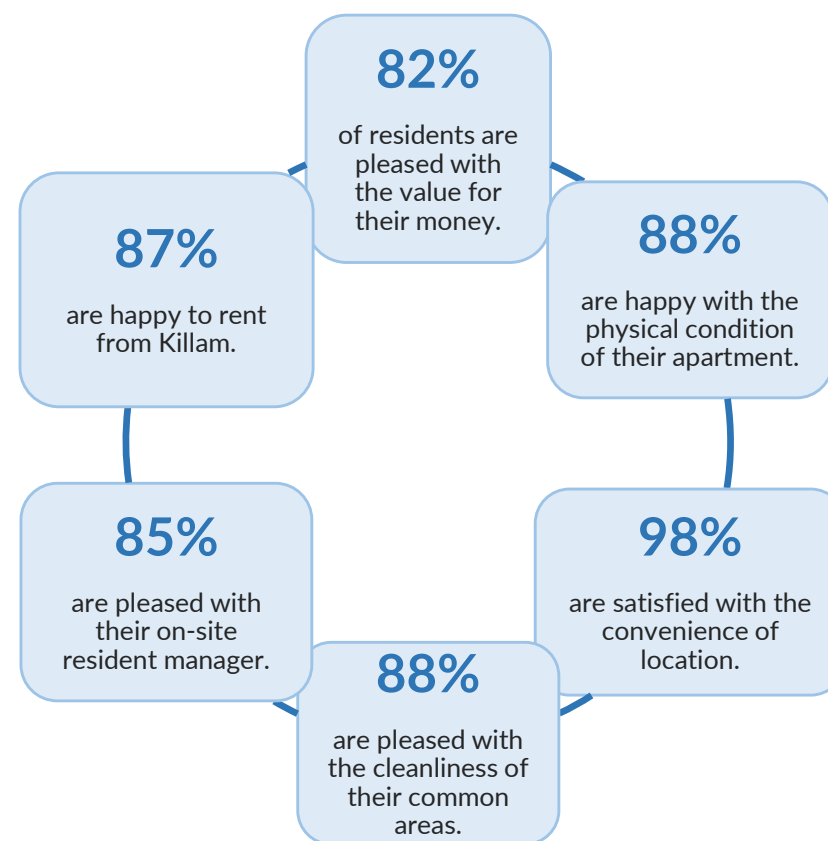 82%
of residents are
pleased with
the value for
their money.
88%
are happy with the
physical condition
of their apartment.
98%
are satisfied with the
convenience of
location.
88%
are pleased with
the cleanliness of
their common
areas.
85%
are pleased with
their on-site
resident manager.
87%
are happy to rent
from Killam.